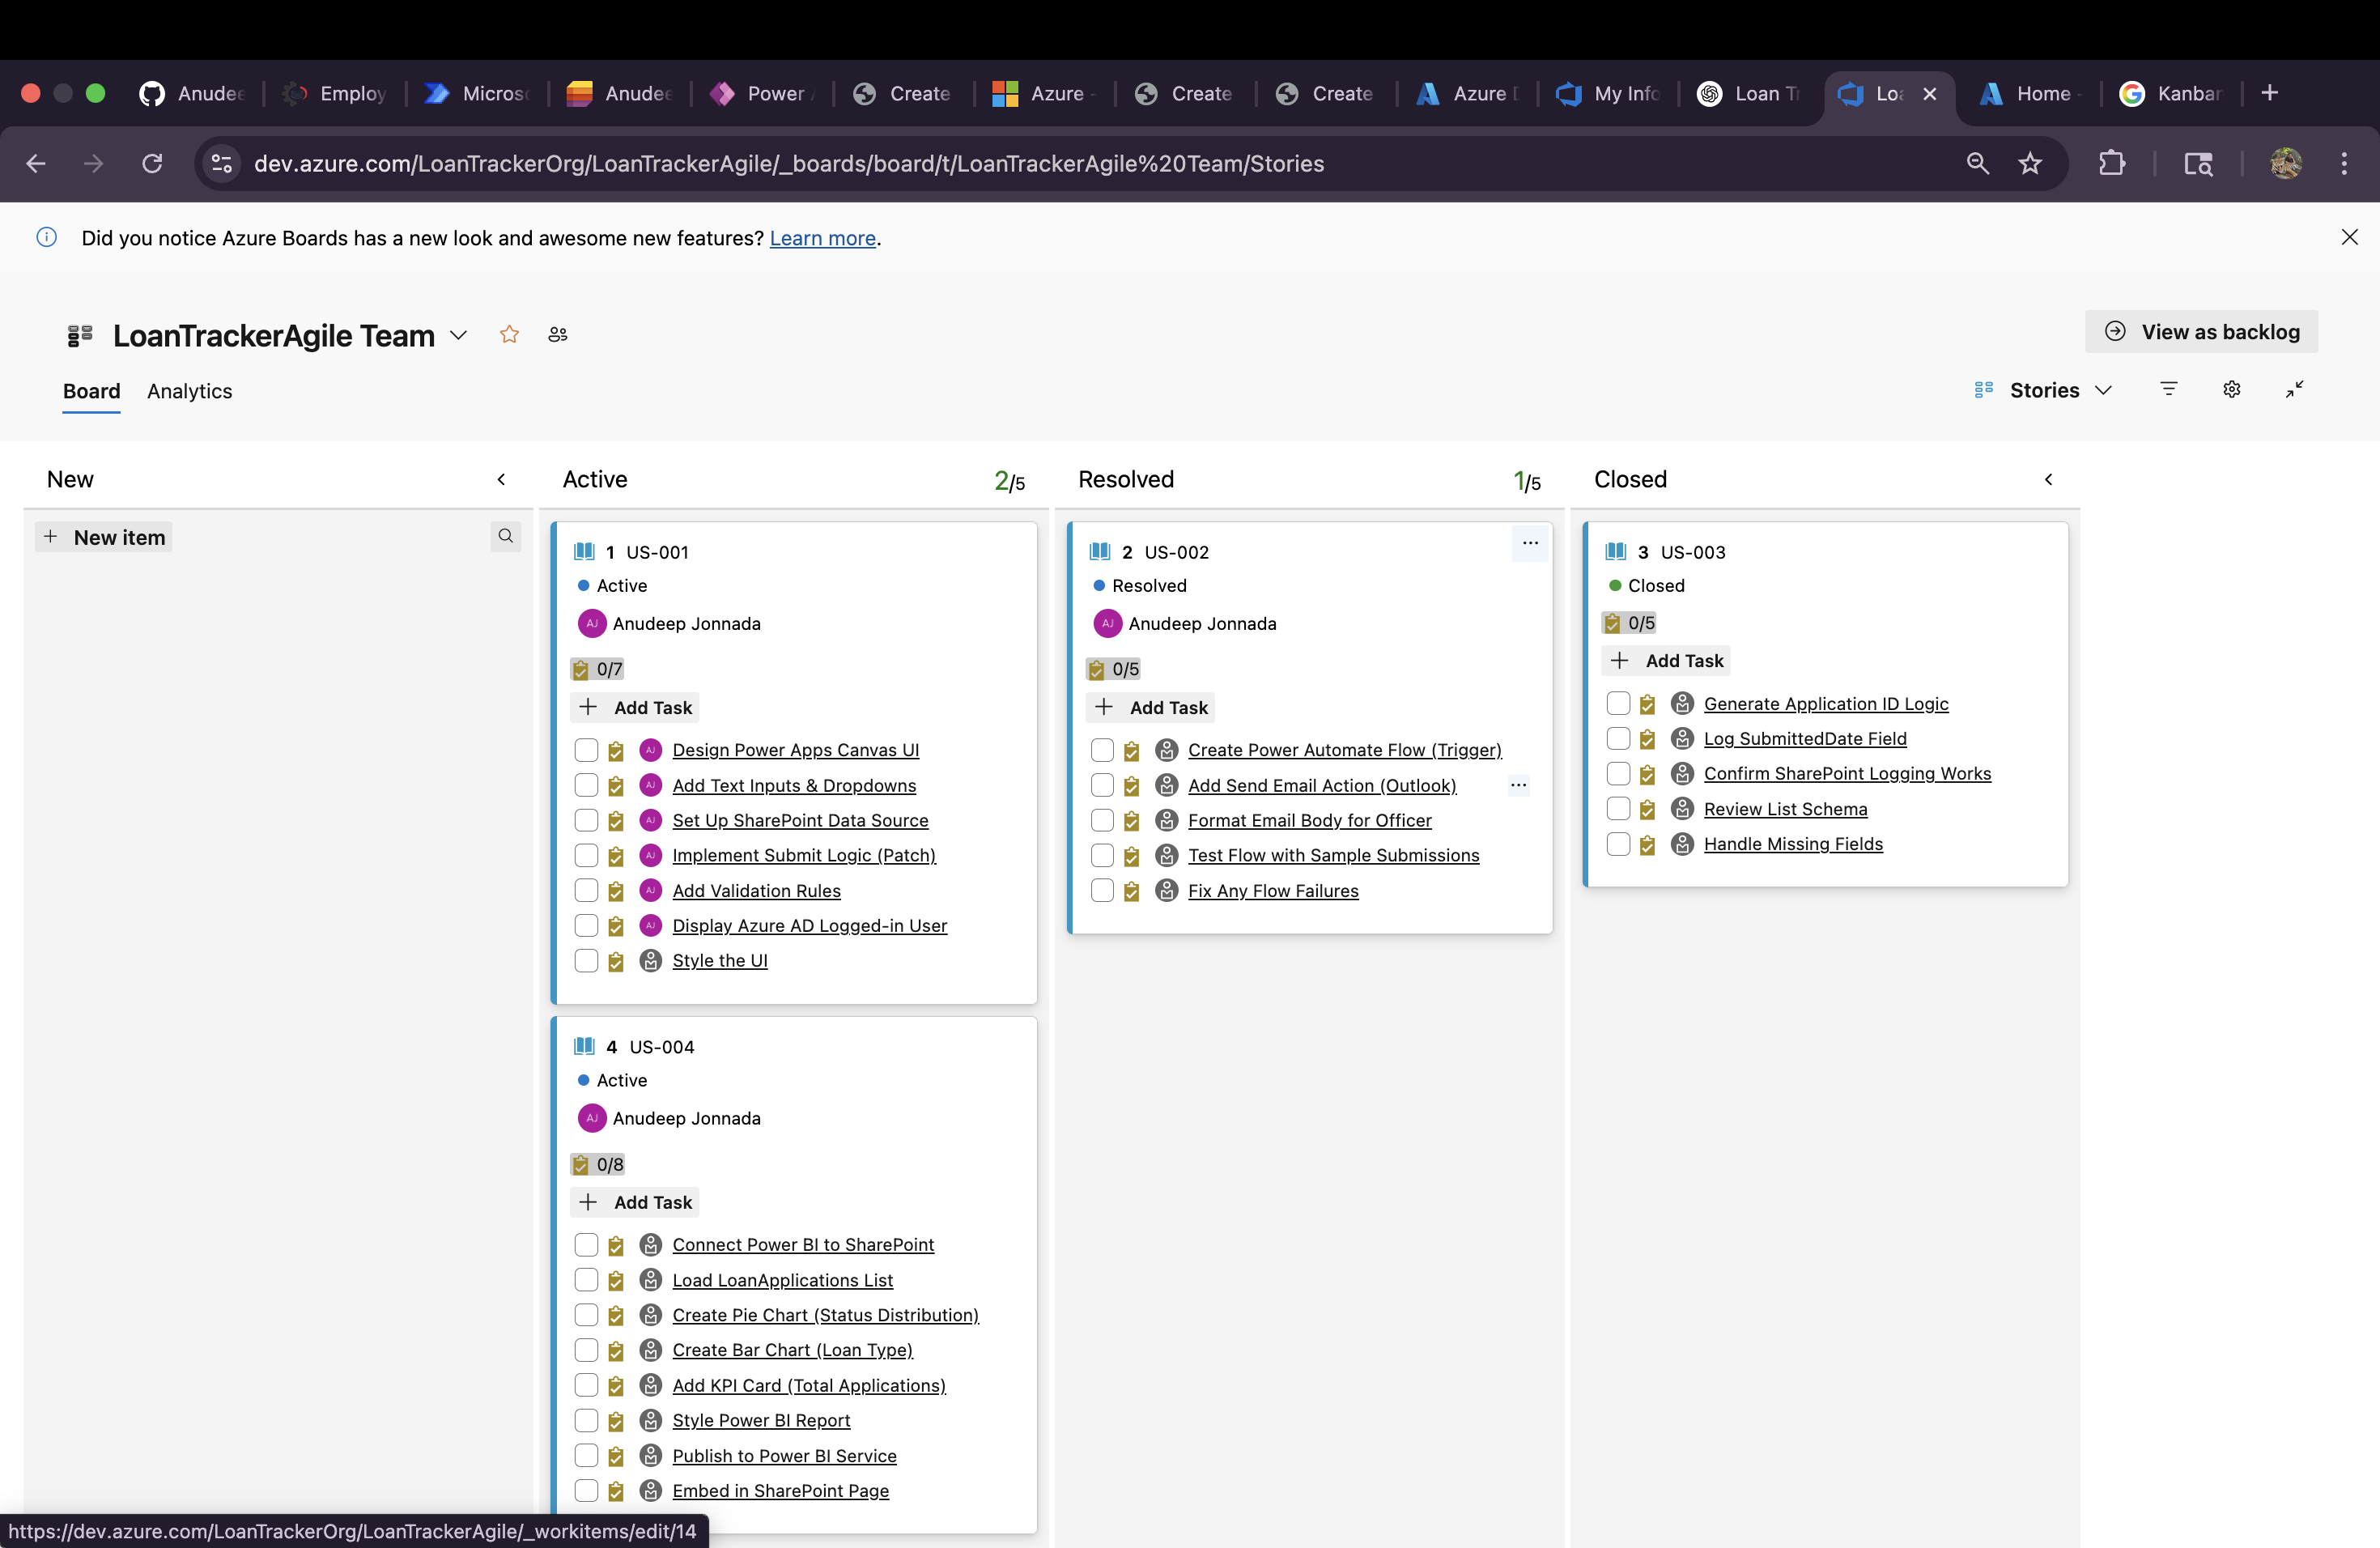 Anudee
Employ
Micros
Anudee
Power
Create
Azure
Create
Create
Azure
My Info
Loan Tr
Loa
Home
Kanban
dev.azure.com/LoanTrackerOrg/LoanTrackerAgile/_boards/board/t/LoanTrackerAgile%20Team/Stories
Did you notice Azure Boards has a new look and awesome new features? Learn more.
LoanTrackerAgile Team
View as backlog
Board
Analytics
Stories
New
+ New item
Active
2/5
1 US-001
Active
AJ Anudeep Jonnada
0/7
+ Add Task
AJ Design Power Apps Canvas UI
AJ Add Text Inputs & Dropdowns
AJ Set Up SharePoint Data Source
AJ Implement Submit Logic (Patch)
AJ Add Validation Rules
AJ Display Azure AD Logged-in User
Style the UI
4 US-004
Active
AJ Anudeep Jonnada
0/8
+ Add Task
Connect Power BI to SharePoint
Load LoanApplications List
Create Pie Chart (Status Distribution)
Create Bar Chart (Loan Type)
Add KPI Card (Total Applications)
Style Power BI Report
Publish to Power BI Service
Embed in SharePoint Page
Resolved
1/5
2 US-002
Resolved
AJ Anudeep Jonnada
0/5
+ Add Task
Create Power Automate Flow (Trigger)
Add Send Email Action (Outlook)
Format Email Body for Officer
Test Flow with Sample Submissions
Fix Any Flow Failures
Closed
3 US-003
Closed
0/5
+ Add Task
Generate Application ID Logic
Log SubmittedDate Field
Confirm SharePoint Logging Works
Review List Schema
Handle Missing Fields
https://dev.azure.com/LoanTrackerOrg/LoanTrackerAgile/_workitems/edit/14